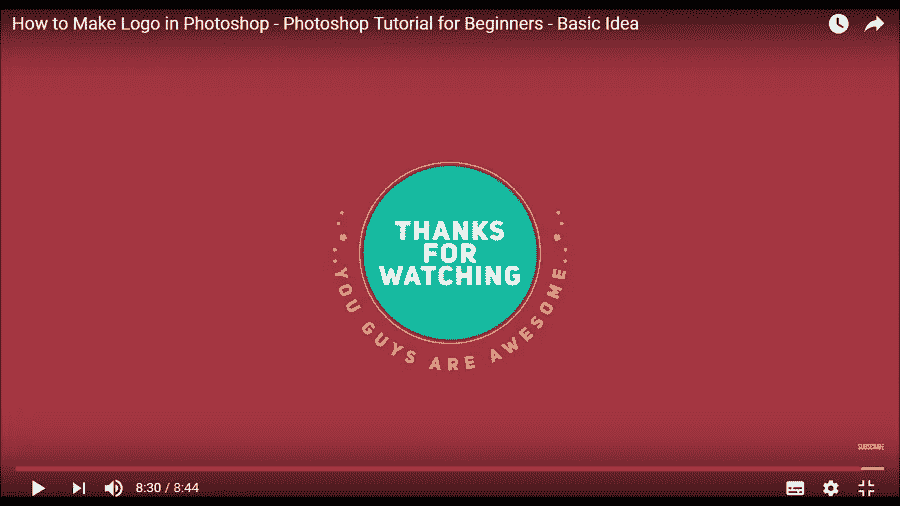 How to Make Logo in Photoshop - Photoshop Tutorial for Beginners - Basic Idea
THANKS
FOR
WATCHING
YOU GUYS ARE AWESOME
SUBSCRIBE
8:30 / 8:44